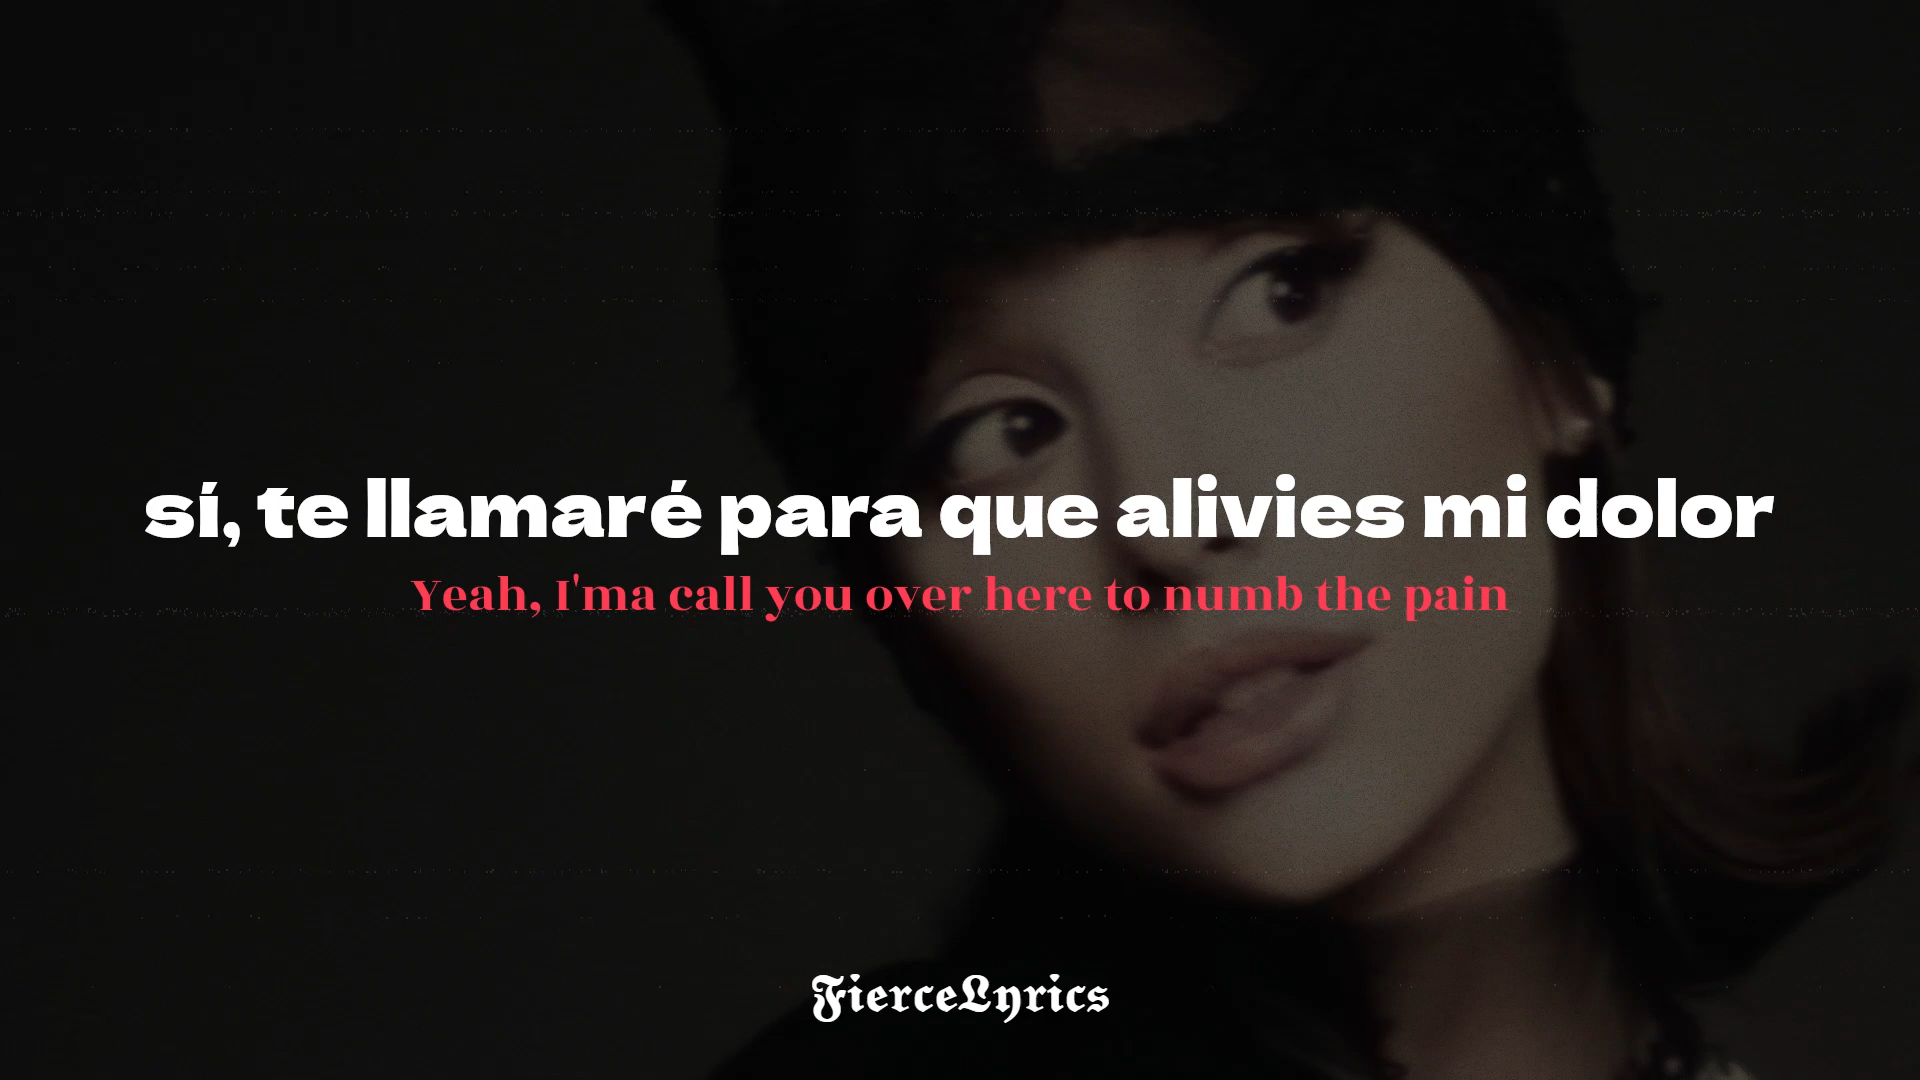 sí, te llamaré para que alivies mi dolor
Yeah, I'ma call you over here to numb the pain
FierceLyrics